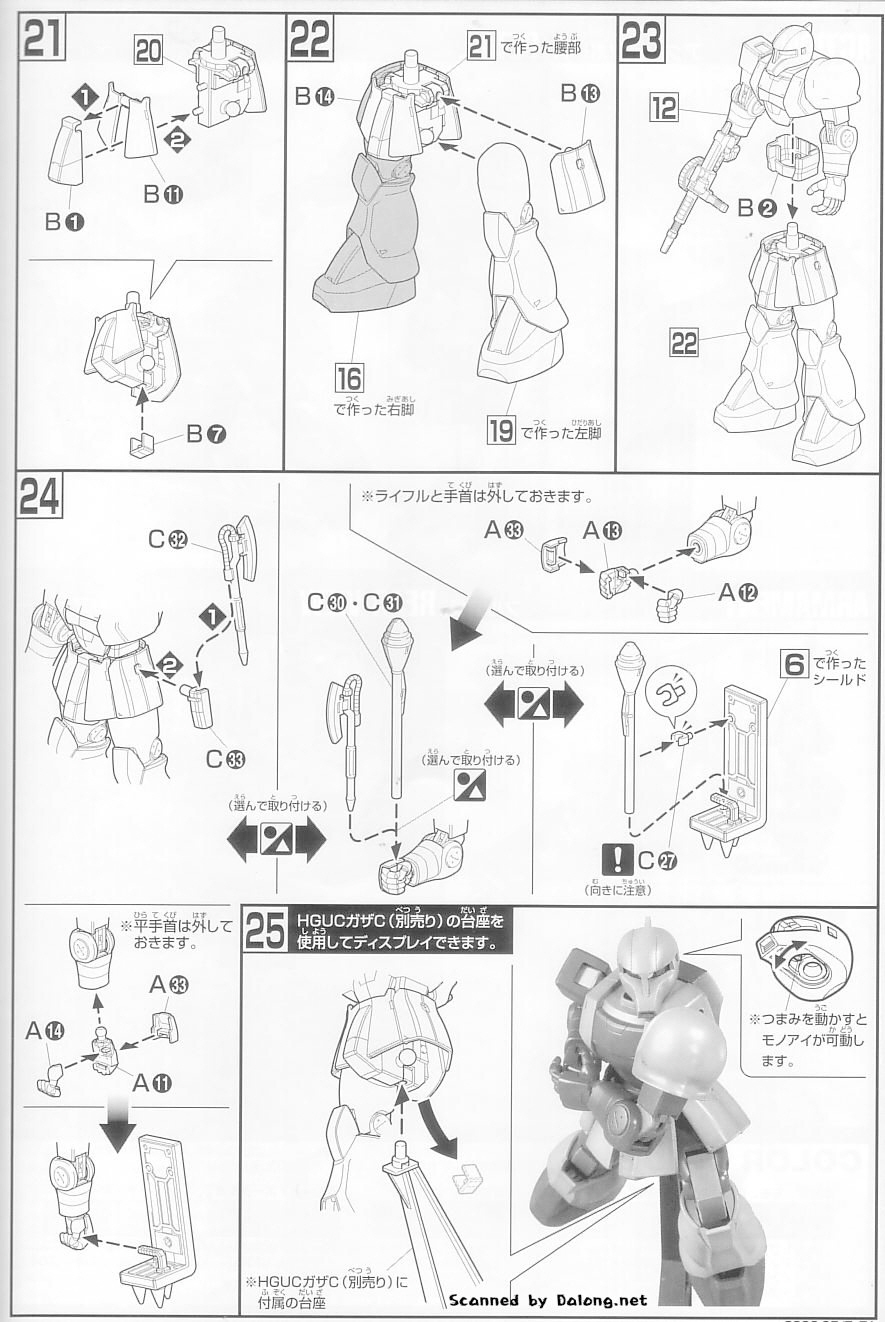 21
20
1
2
B11
B1
B7
22
21 で作った腰部
B14
B13
16
で作った右脚
19 で作った左脚
23
12
B2
22
24
C32
1
2
C33
(選んで取り付ける)
※ライフルと手首は外しておきます。
A33
A13
A12
C30・C31
(選んで取り付ける)
(選んで取り付ける)
6 で作った
シールド
! C27
(向きに注意)
※平手首は外して
おきます。
A33
A14
A11
25
HGUCガザC(別売り)の台座を
使用してディスプレイできます。
※つまみを動かすと
モノアイが可動し
ます。
※HGUCガザC(別売り)に
付属の台座
Scanned by Dalong.net